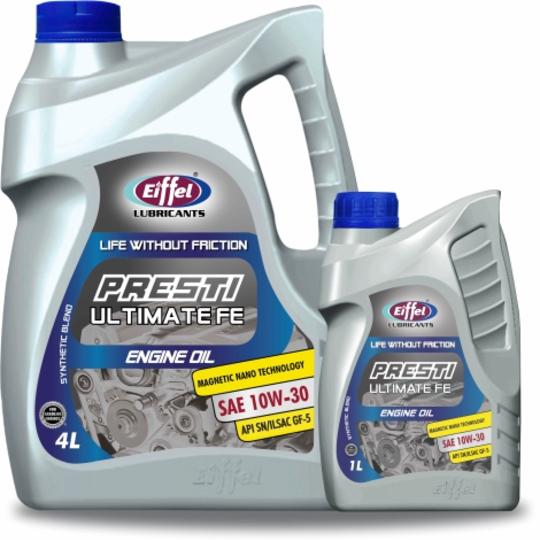 Eiffel
LUBRICANTS
LIFE WITHOUT FRICTION
PRESTI
ULTIMATE FE
ENGINE OIL
SYNTHETIC BLEND
MAGNETIC NANO TECHNOLOGY
SAE 10W-30
API SN/ILSAC GF-5
4L
Eiffel
Eiffel
LUBRICANTS
LIFE WITHOUT FRICTION
PRESTI
ULTIMATE FE
ENGINE OIL
SYNTHETIC BLEND
MAGNETIC NANO TECHNOLOGY
SAE 10W-30
API SN/ILSAC GF-5
1L
Eiffel